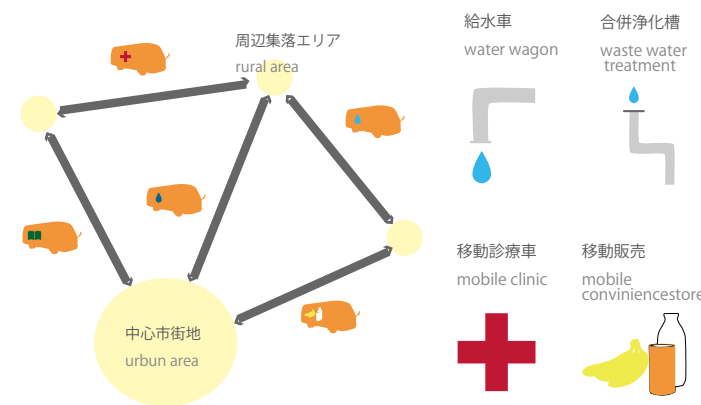 周辺集落エリア
rural area
中心市街地
urbun area
給水車
water wagon
合併浄化槽
waste water
treatment
移動診療車
mobile clinic
移動販売
mobile
conviniencestore